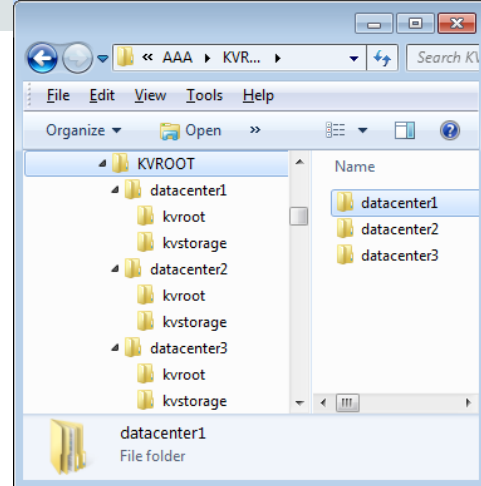 « AAA ▸ KVR... ▸ Search KV
File Edit View Tools Help
Organize ▾ Open »
KVROOT
datacenter1
kvroot
kvstorage
datacenter2
kvroot
kvstorage
datacenter3
kvroot
kvstorage
Name
datacenter1
datacenter2
datacenter3
datacenter1
File folder